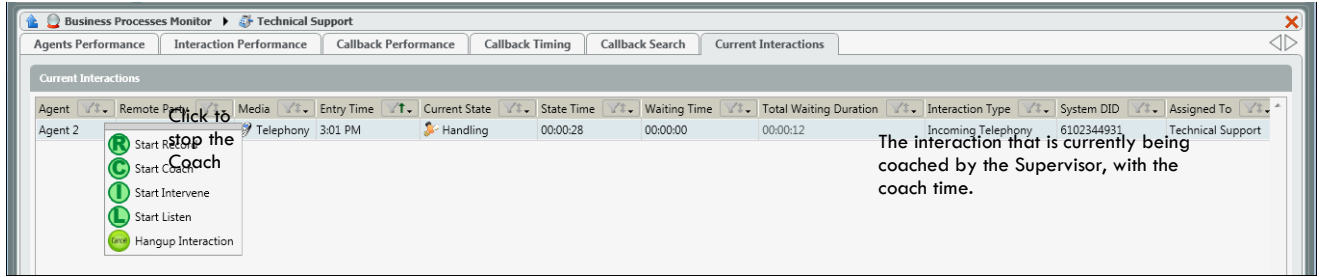 Business Processes Monitor Technical Support
Agents Performance Interaction Performance Callback Performance Callback Timing Callback Search Current Interactions
Current Interactions
Agent Remote Party Media Entry Time Current State State Time Waiting Time Total Waiting Duration Interaction Type System DID Assigned To
Agent 2 Telephony 3:01 PM Handling 00:00:28 00:00:00 00:00:12 Incoming Telephony 6102344931 Technical Support
Click to
stop the
Coach
R Start Record
C Start Coach
I Start Intervene
L Start Listen
Cancel Hangup Interaction
The interaction that is currently being
coached by the Supervisor, with the
coach time.